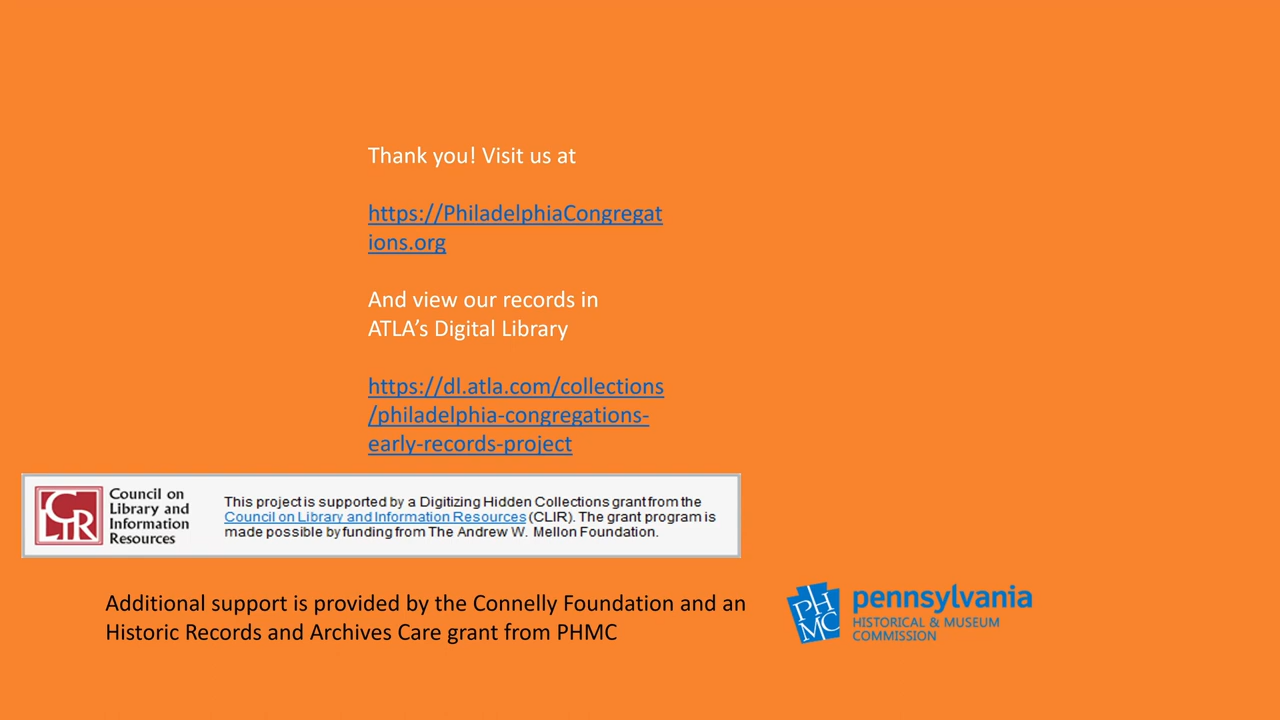 Thank you! Visit us at
https://PhiladelphiaCongregat
ions.org
And view our records in
ATLA’s Digital Library
https://dl.atla.com/collections
/philadelphia-congregations-
early-records-project
CLIR
Council on
Library and
Information
Resources
This project is supported by a Digitizing Hidden Collections grant from the
Council on Library and Information Resources (CLIR). The grant program is
made possible by funding from The Andrew W. Mellon Foundation.
Additional support is provided by the Connelly Foundation and an
Historic Records and Archives Care grant from PHMC
PH
MC
pennsylvania
HISTORICAL & MUSEUM
COMMISSION